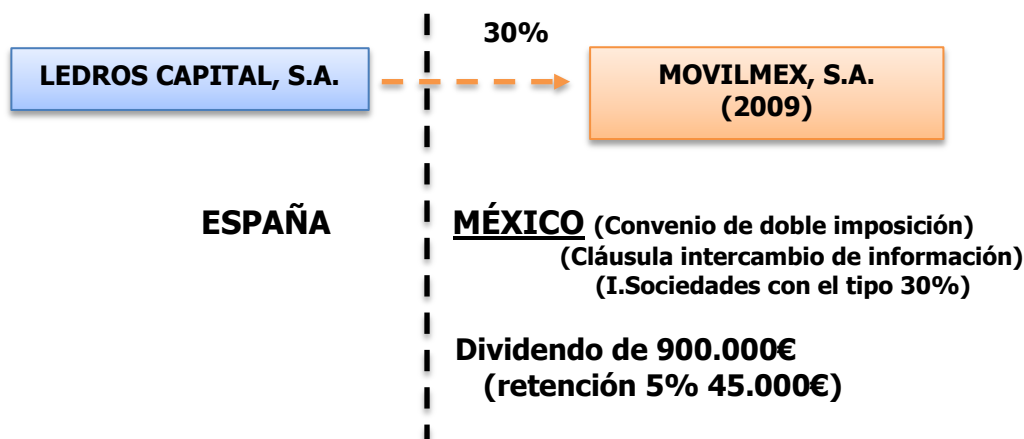 30%
LEDROS CAPITAL, S.A.
MOVILMEX, S.A.
(2009)
ESPAÑA
MÉXICO (Convenio de doble imposición)
(Cláusula intercambio de información)
(I.Sociedades con el tipo 30%)
Dividendo de 900.000€
(retención 5% 45.000€)